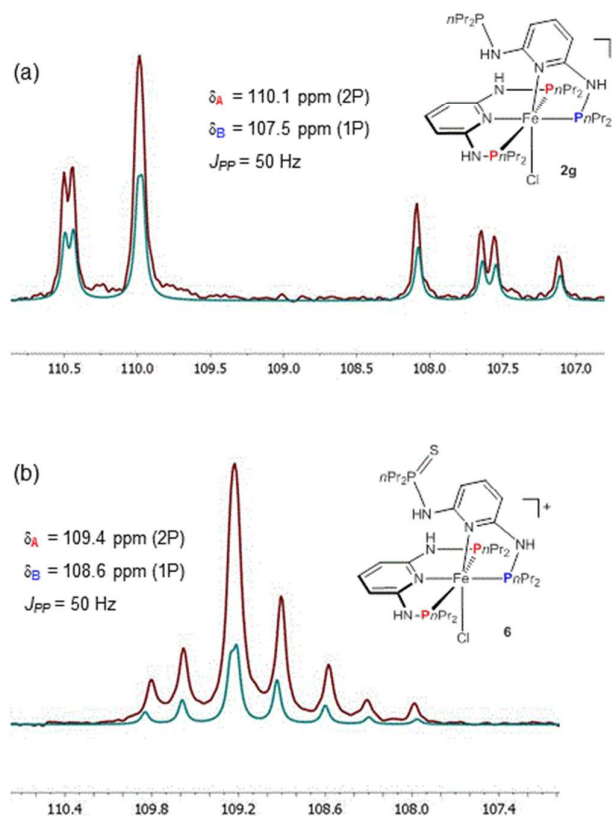 (a)
δA = 110.1 ppm (2P)
δB = 107.5 ppm (1P)
JPP = 50 Hz
nPr2P
HN
N
NH
H
N
PnPr2
N
Fe
PnPr2
HN
PnPr2
Cl
2g
110.5 110.0 109.5 109.0 108.5 108.0 107.5 107.0
(b)
δA = 109.4 ppm (2P)
δB = 108.6 ppm (1P)
JPP = 50 Hz
S
nPr2P
HN
N
NH
+
H
N
PnPr2
N
Fe
PnPr2
HN
PnPr2
Cl
6
110.4 109.8 109.2 108.6 108.0 107.4